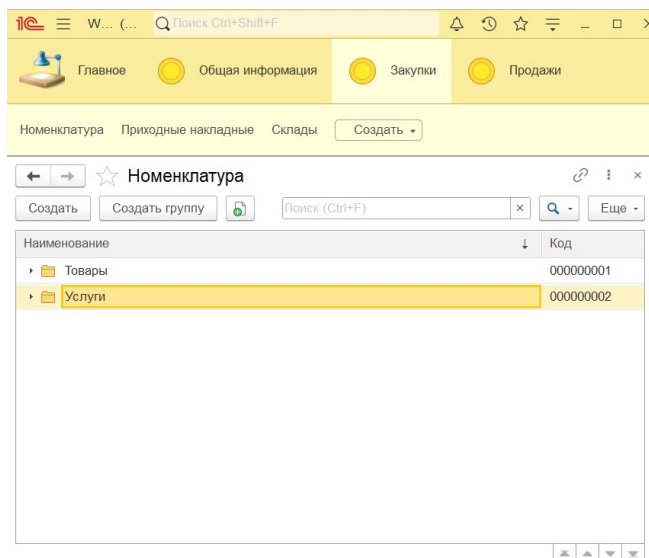 1С W... (... Поиск Ctrl+Shift+F
Главное Общая информация Закупки Продажи
Номенклатура Приходные накладные Склады Создать
Номенклатура
Создать Создать группу Поиск (Ctrl+F) Еще
Наименование Код
Товары 000000001
Услуги 000000002